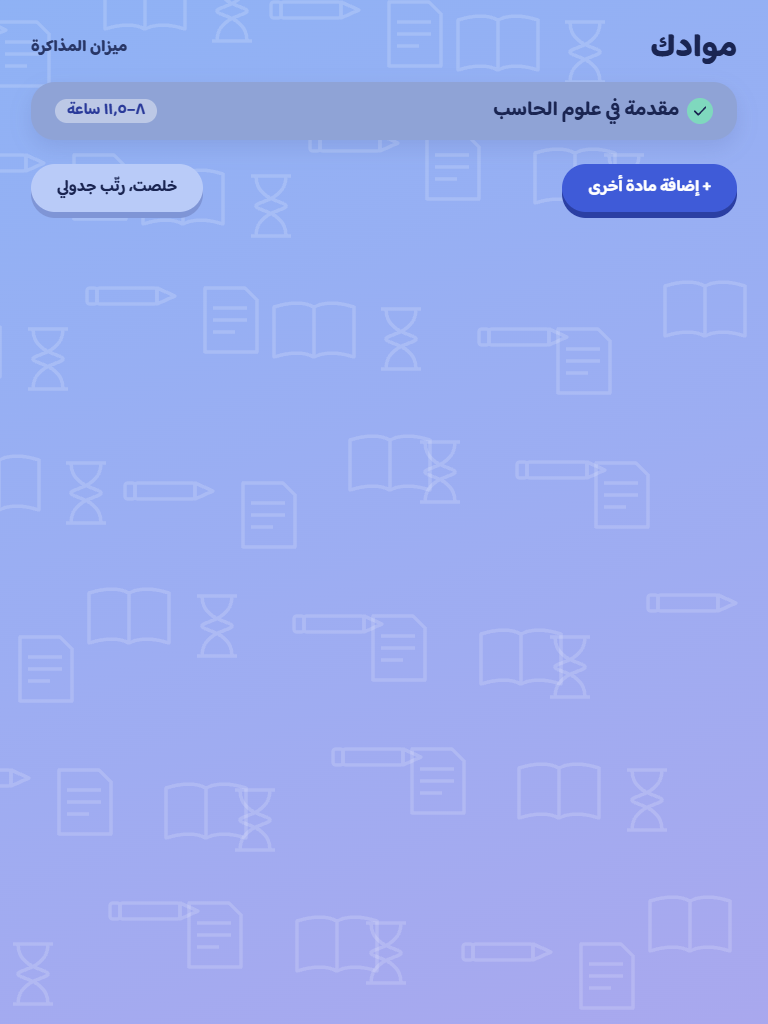 موادك
ميزان المذاكرة
مقدمة في علوم الحاسب
٨–١١,٥ ساعة
+ إضافة مادة أخرى
خلصت، رتّب جدولي